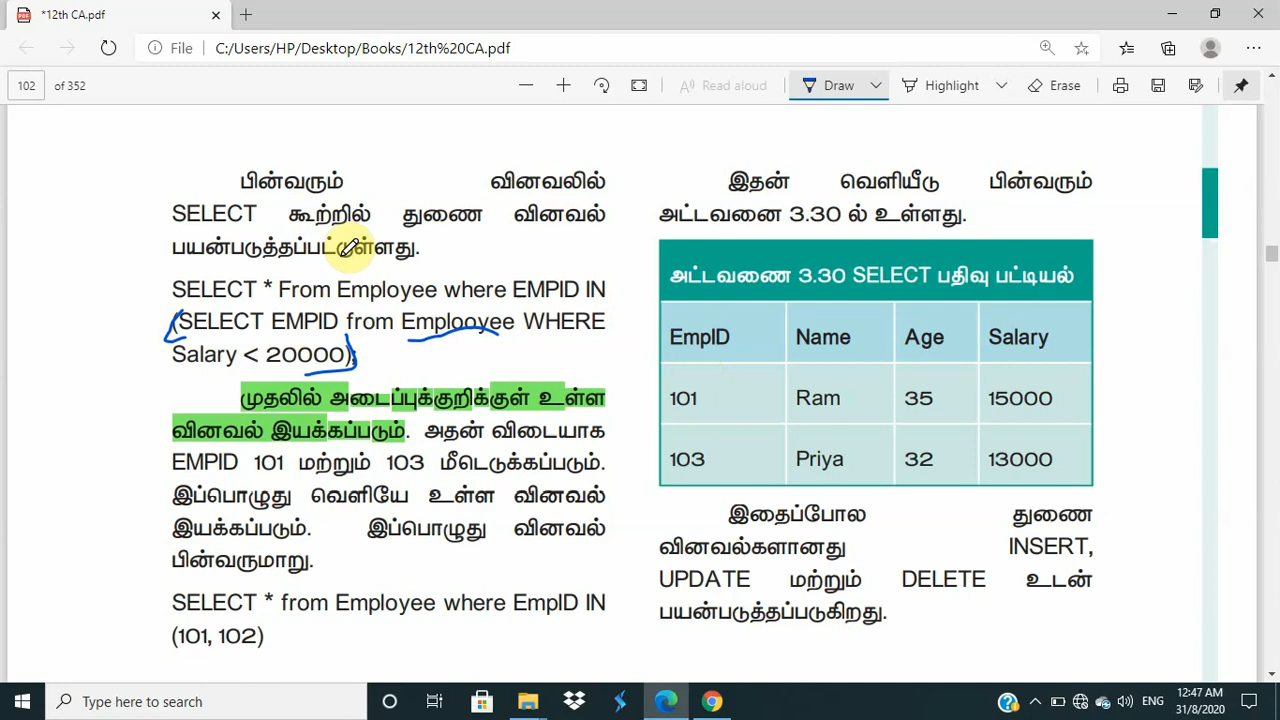 *12th CA.pdf
File C:/Users/HP/Desktop/Books/12th%20CA.pdf
102 of 352 Read aloud Draw Highlight Erase
பின்வரும் வினவலில்
SELECT கூற்றில் துணை வினவல்
பயன்படுத்தப்பட்டுள்ளது.
SELECT * From Employee where EMPID IN
(SELECT EMPID from Emplooyee WHERE
Salary < 20000);
முதலில் அடைப்புக்குறிக்குள் உள்ள
வினவல் இயக்கப்படும். அதன் விடையாக
EMPID 101 மற்றும் 103 மீட்டெடுக்கப்படும்.
இப்பொழுது வெளியே உள்ள வினவல்
இயக்கப்படும். இப்பொழுது வினவல்
பின்வருமாறு.
SELECT * from Employee where EmpID IN
(101, 102)
இதன் வெளியீடு பின்வரும்
அட்டவணை 3.30 ல் உள்ளது.
அட்டவணை 3.30 SELECT பதிவு பட்டியல்
EmpID Name Age Salary
101 Ram 35 15000
103 Priya 32 13000
இதைப்போல துணை
வினவல்களானது INSERT,
UPDATE மற்றும் DELETE உடன்
பயன்படுத்தப்படுகிறது.
Type here to search
ENG
12:47 AM
31/8/2020